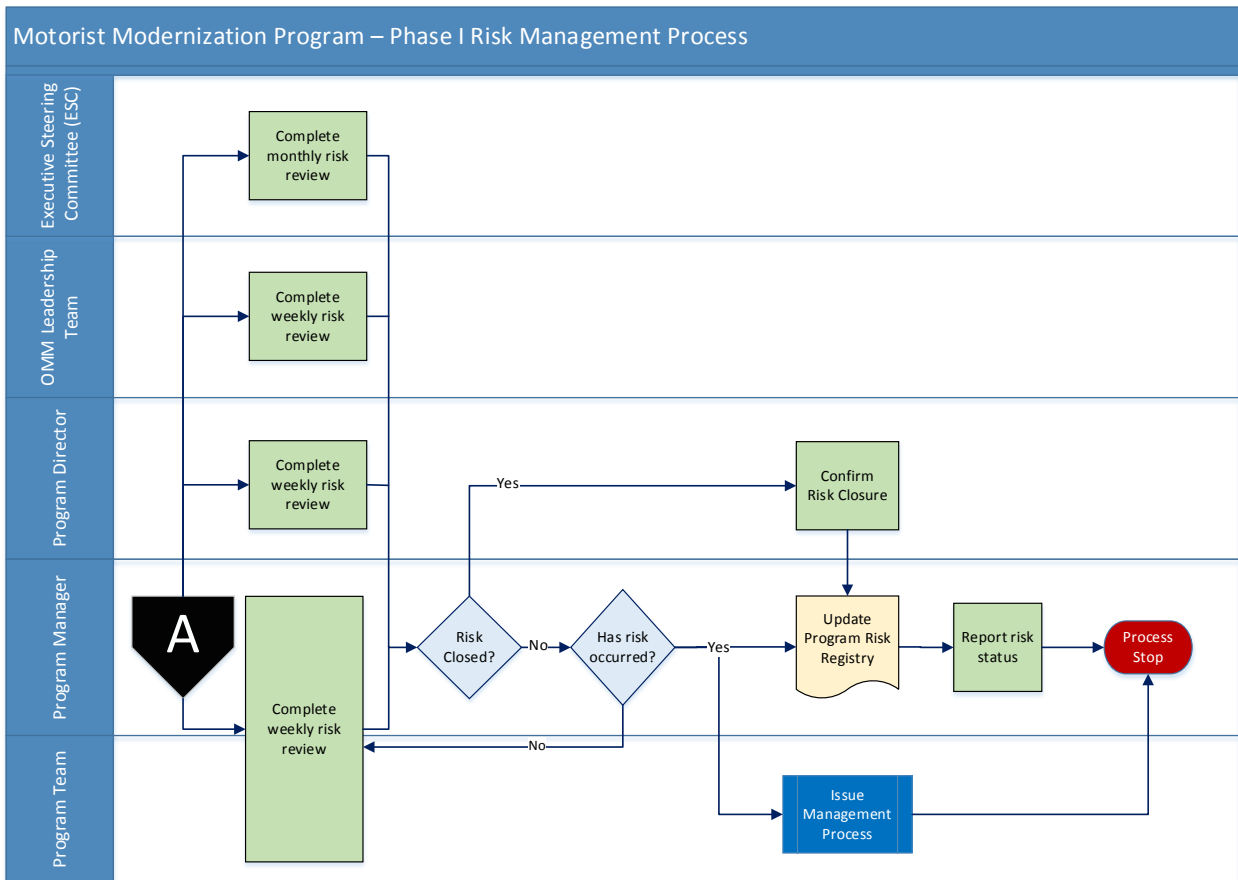 Motorist Modernization Program – Phase I Risk Management Process
Executive Steering
Committee (ESC)
Complete
monthly risk
review
OMM Leadership
Team
Complete
weekly risk
review
Program Director
Complete
weekly risk
review
Yes
Confirm
Risk Closure
Program Manager
A
Complete
weekly risk
review
Risk
Closed?
No
Has risk
occurred?
Yes
Update
Program Risk
Registry
Report risk
status
Process
Stop
No
Program Team
Issue
Management
Process